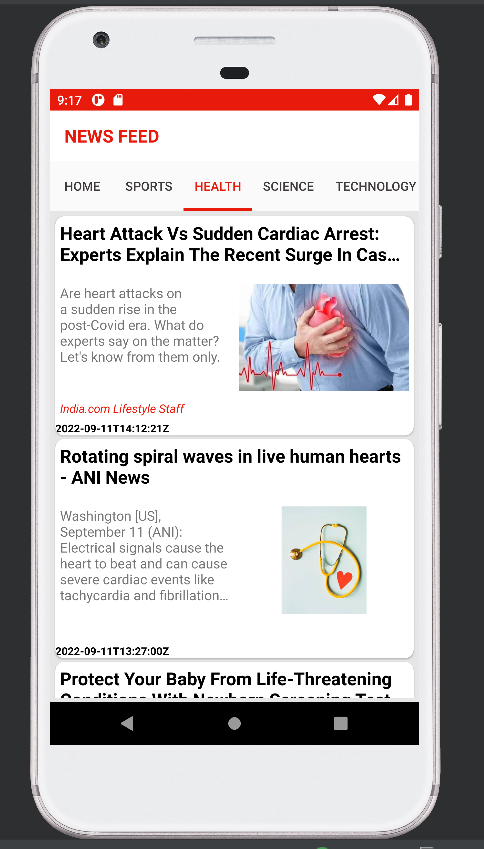 9:17
NEWS FEED
HOME SPORTS HEALTH SCIENCE TECHNOLOGY
Heart Attack Vs Sudden Cardiac Arrest:
Experts Explain The Recent Surge In Cas…
Are heart attacks on
a sudden rise in the
post-Covid era. What do
experts say on the matter?
Let's know from them only.
India.com Lifestyle Staff
2022-09-11T14:12:21Z
Rotating spiral waves in live human hearts
- ANI News
Washington [US],
September 11 (ANI):
Electrical signals cause the
heart to beat and can cause
severe cardiac events like
tachycardia and fibrillation…
2022-09-11T13:27:00Z
Protect Your Baby From Life-Threatening
Conditions With Newborn Screening Test